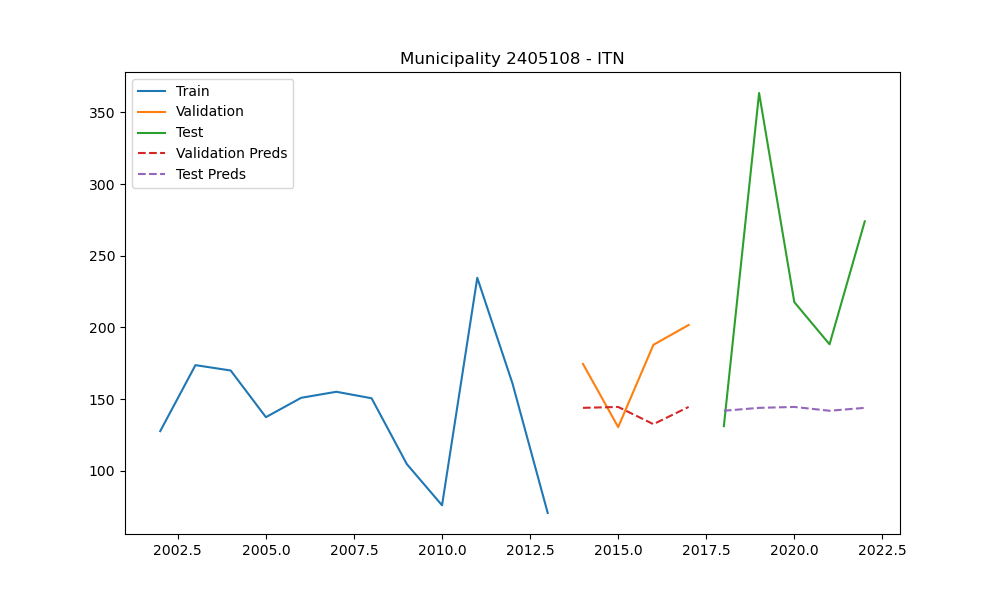 Municipality 2405108 - ITN
Train
Validation
Test
Validation Preds
Test Preds
350
300
250
200
150
100
2002.5 2005.0 2007.5 2010.0 2012.5 2015.0 2017.5 2020.0 2022.5